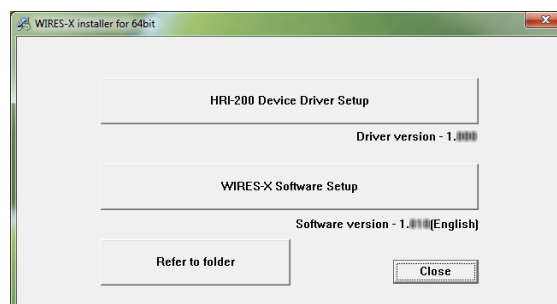 WIRES-X installer for 64bit
HRI-200 Device Driver Setup
Driver version - 1.
WIRES-X Software Setup
Software version - 1. (English)
Refer to folder
Close